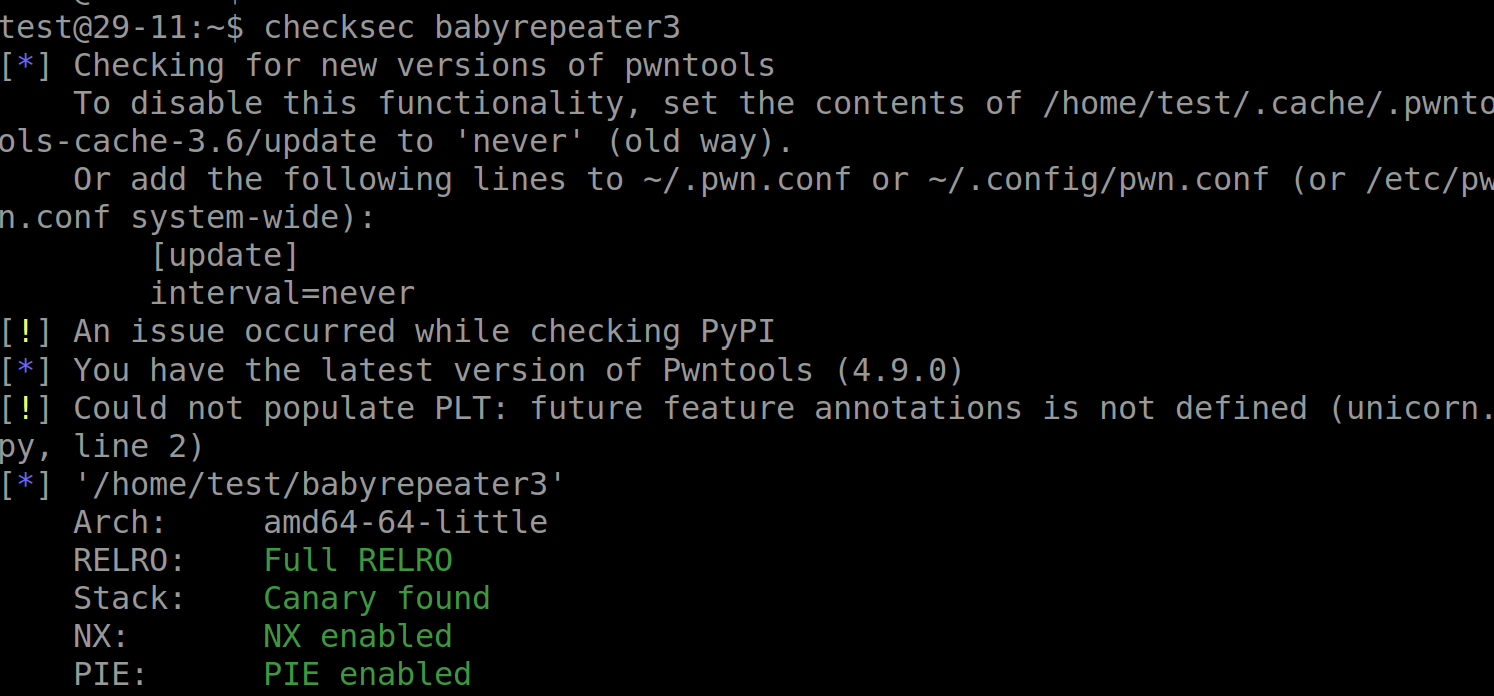 test@29-11:~$ checksec babyrepeater3
[*] Checking for new versions of pwntools
    To disable this functionality, set the contents of /home/test/.cache/.pwnto
ols-cache-3.6/update to 'never' (old way).
    Or add the following lines to ~/.pwn.conf or ~/.config/pwn.conf (or /etc/pw
n.conf system-wide):
        [update]
        interval=never
[!] An issue occurred while checking PyPI
[*] You have the latest version of Pwntools (4.9.0)
[!] Could not populate PLT: future feature annotations is not defined (unicorn.
py, line 2)
[*] '/home/test/babyrepeater3'
    Arch:     amd64-64-little
    RELRO:    Full RELRO
    Stack:    Canary found
    NX:       NX enabled
    PIE:      PIE enabled